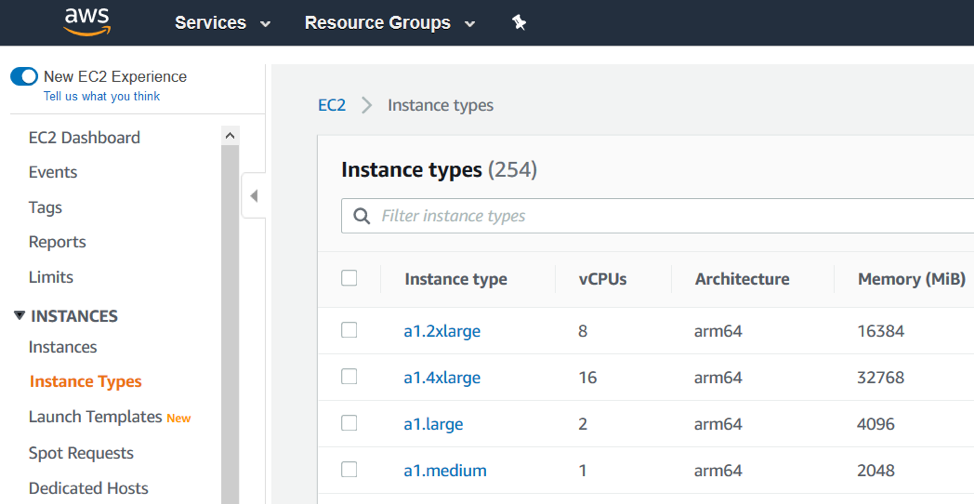 aws Services Resource Groups
New EC2 Experience
Tell us what you think
EC2 Dashboard
Events
Tags
Reports
Limits
INSTANCES
Instances
Instance Types
Launch Templates New
Spot Requests
Dedicated Hosts
EC2 > Instance types
Instance types (254)
Filter instance types
Instance type vCPUs Architecture Memory (MiB)
a1.2xlarge 8 arm64 16384
a1.4xlarge 16 arm64 32768
a1.large 2 arm64 4096
a1.medium 1 arm64 2048